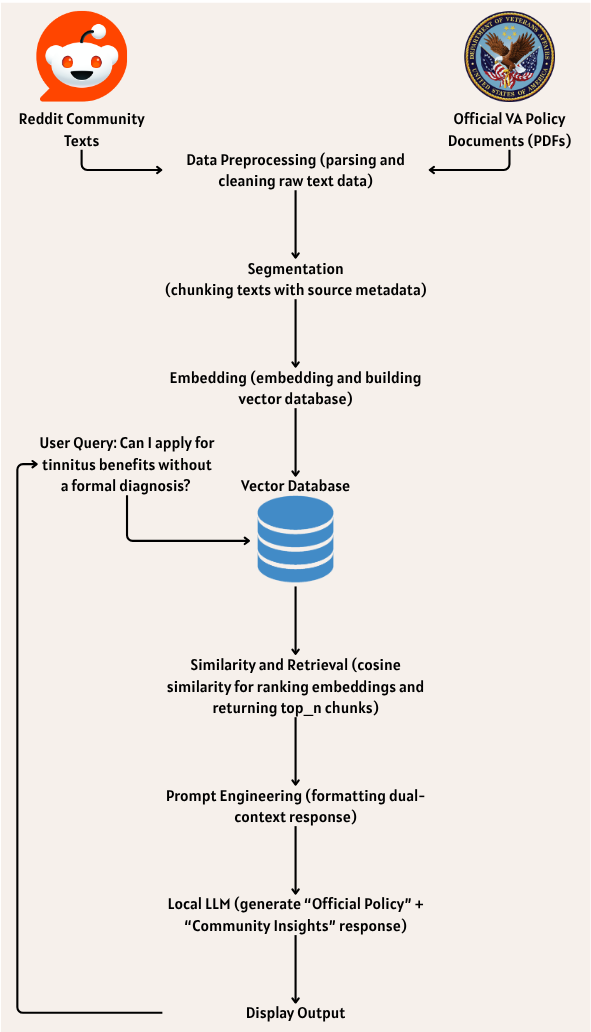 Reddit Community
Texts
DEPARTMENT OF VETERANS AFFAIRS
UNITED STATES OF AMERICA
Official VA Policy
Documents (PDFs)
Data Preprocessing (parsing and
cleaning raw text data)
Segmentation
(chunking texts with source metadata)
Embedding (embedding and building
vector database)
User Query: Can I apply for
tinnitus benefits without
a formal diagnosis?
Vector Database
Similarity and Retrieval (cosine
similarity for ranking embeddings and
returning top_n chunks)
Prompt Engineering (formatting dual-
context response)
Local LLM (generate “Official Policy” +
“Community Insights” response)
Display Output